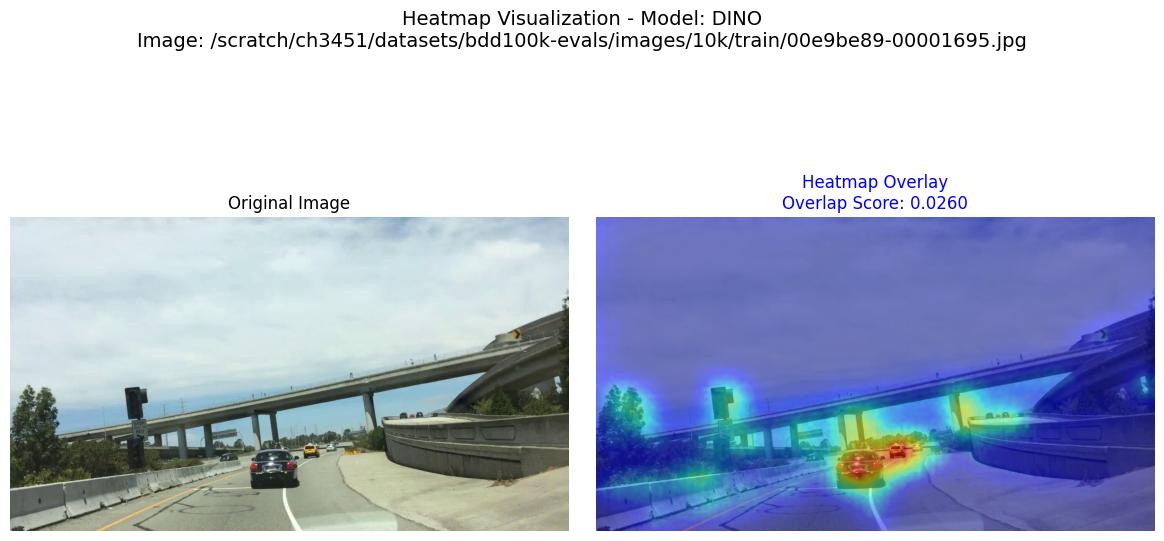 Heatmap Visualization - Model: DINO
Image: /scratch/ch3451/datasets/bdd100k-evals/images/10k/train/00e9be89-00001695.jpg
Original Image
Heatmap Overlay
Overlap Score: 0.0260